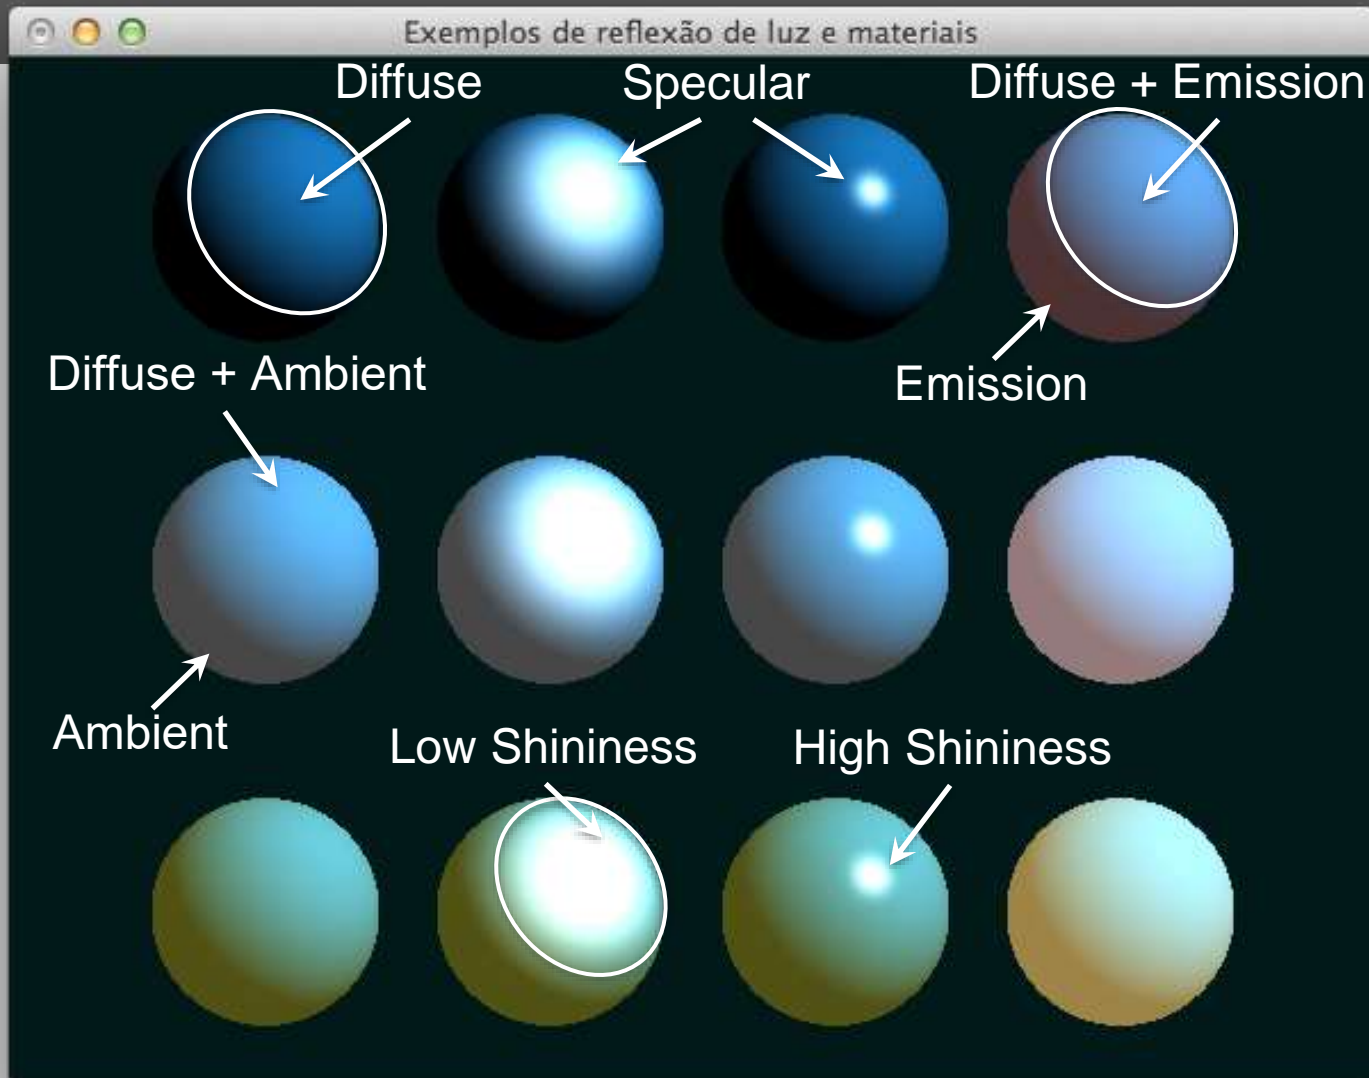 Exemplos de reflexão de luz e materiais
Diffuse
Specular
Diffuse + Emission
Diffuse + Ambient
Emission
Ambient
Low Shininess
High Shininess